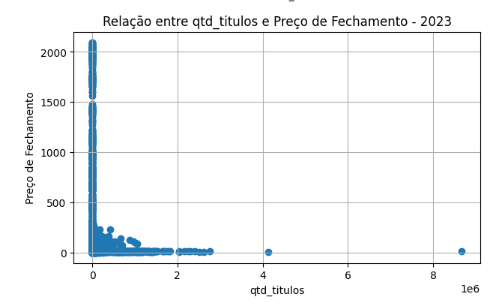 Relação entre qtd_titulos e Preço de Fechamento - 2023
Preço de Fechamento
2000
1500
1000
500
0
0 2 4 6 8
1e6
qtd_titulos